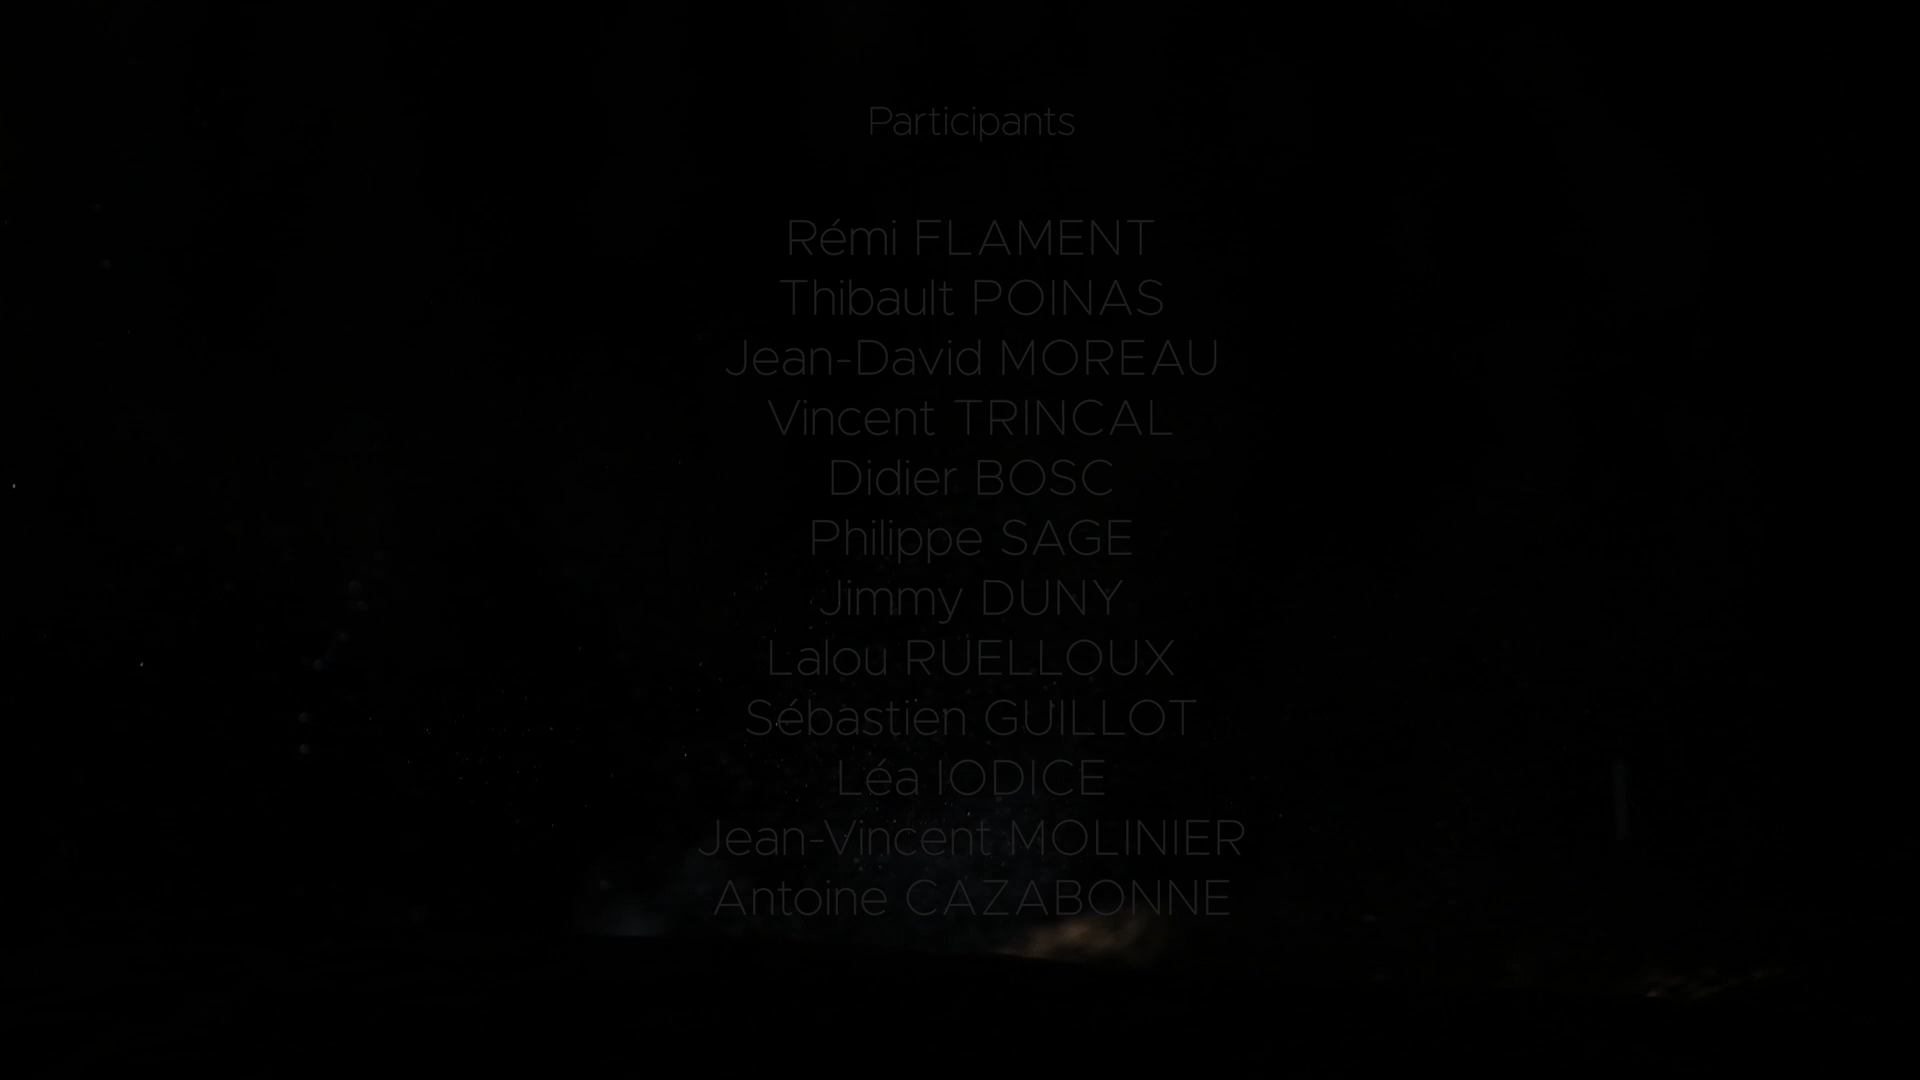 Participants
Rémi FLAMENT
Thibault POINAS
Jean-David MOREAU
Vincent TRINCAL
Didier BOSC
Philippe SAGE
Jimmy DUNY
Lalou RUELLOUX
Sébastien GUILLOT
Léa IODICE
Jean-Vincent MOLINIER
Antoine CAZABONNE